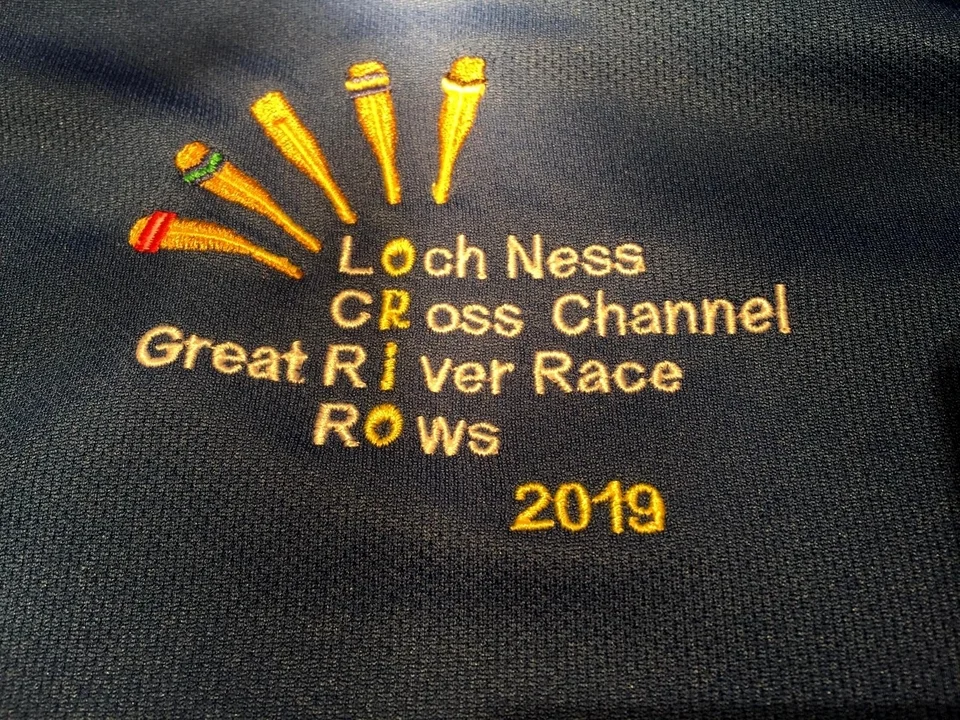 Loch Ness
CRoss Channel
Great RIver Race
ROws
2019